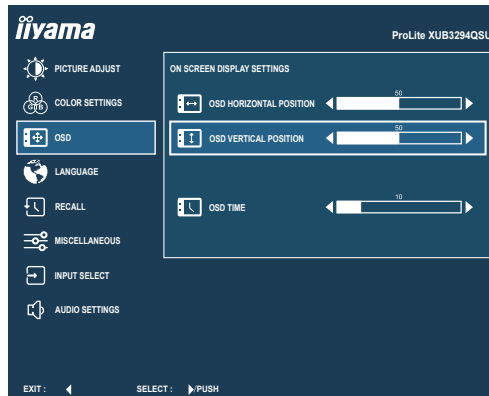 iiyama
ProLite XUB3294QSU
PICTURE ADJUST
COLOR SETTINGS
R
G B
OSD
LANGUAGE
RECALL
MISCELLANEOUS
INPUT SELECT
AUDIO SETTINGS
ON SCREEN DISPLAY SETTINGS
OSD HORIZONTAL POSITION 50
OSD VERTICAL POSITION 50
OSD TIME 10
EXIT : SELECT : /PUSH